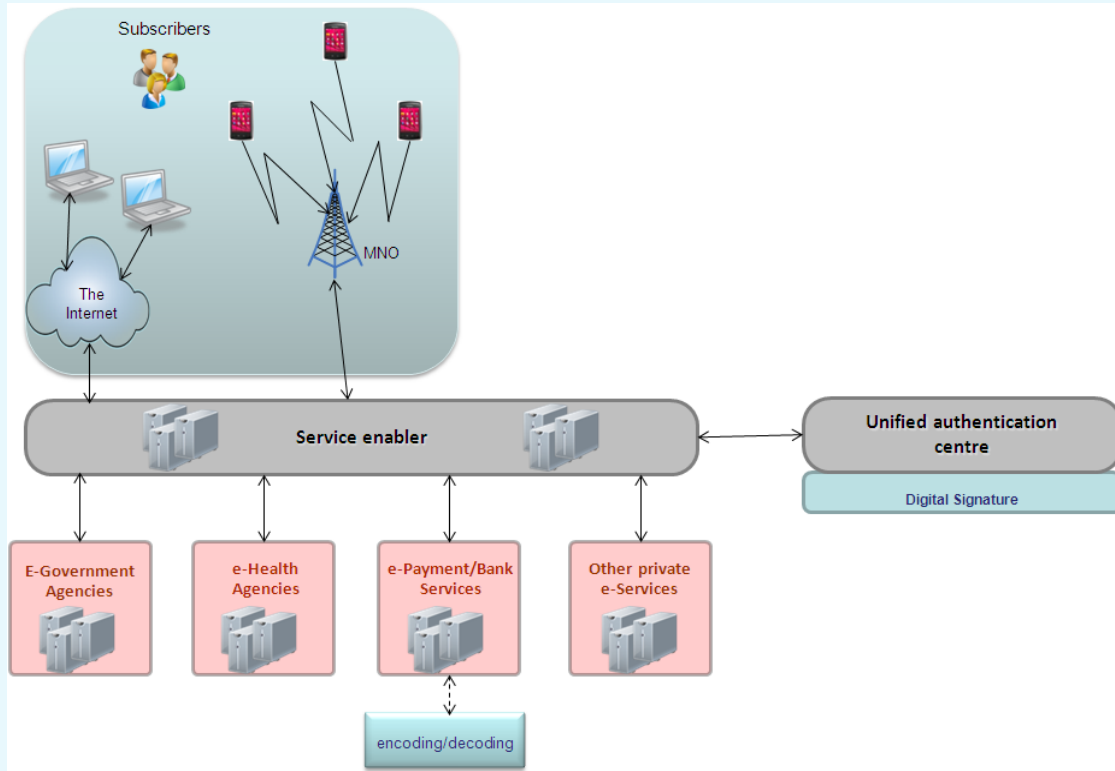 Subscribers
MNO
The
Internet
Service enabler
Unified authentication
centre
Digital Signature
E-Government
Agencies
e-Health
Agencies
e-Payment/Bank
Services
Other private
e-Services
encoding/decoding